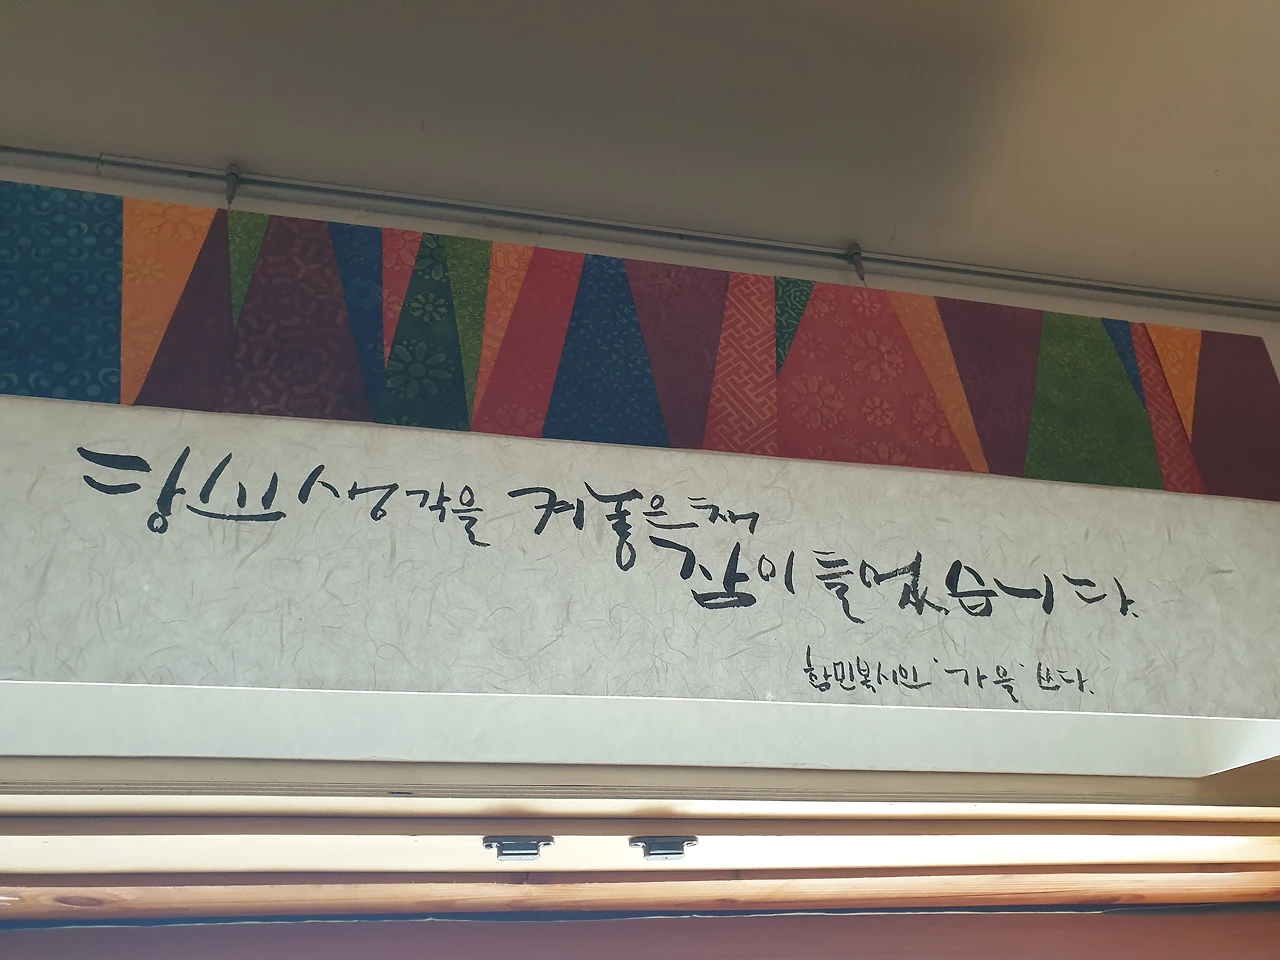 당신 생각을 켜놓은 채
잠이 들었습니다.
함민복시인 '가을' 쓰다.